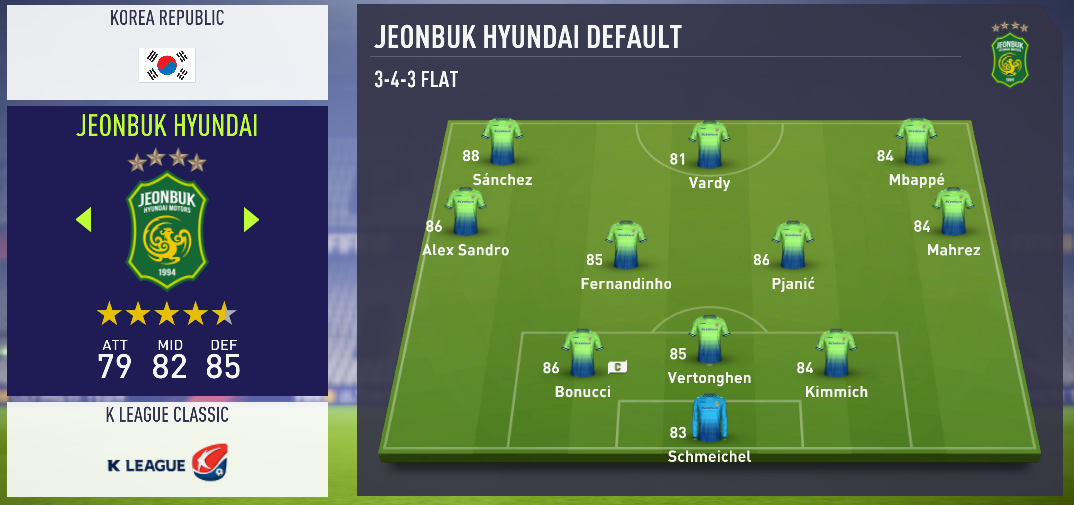 KOREA REPUBLIC
JEONBUK HYUNDAI
JEONBUK
HYUNDAI MOTORS
1994
ATT MID DEF
79 82 85
K LEAGUE CLASSIC
K LEAGUE
JEONBUK HYUNDAI DEFAULT
JEONBUK
3-4-3 FLAT
88
Sánchez
81
Vardy
84
Mbappé
86
Alex Sandro
85
Fernandinho
86
Pjanić
84
Mahrez
86
C
Bonucci
85
Vertonghen
84
Kimmich
83
Schmeichel